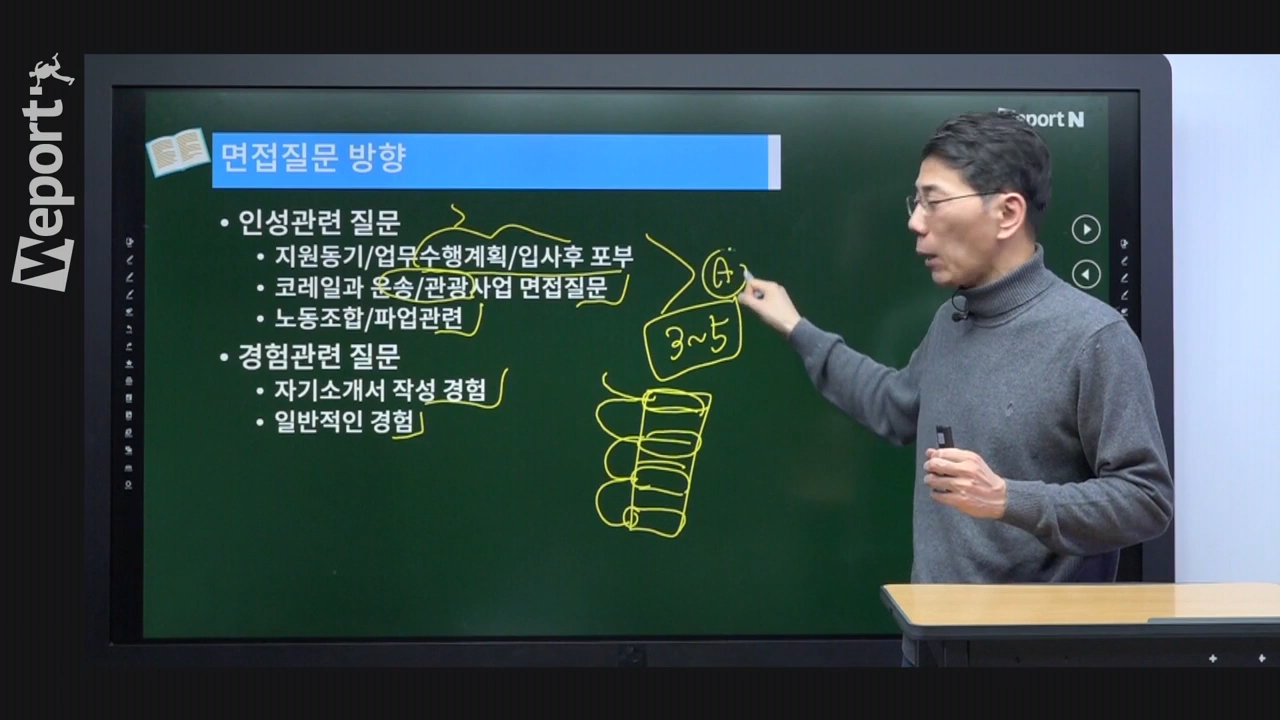 Weport
eport N
면접질문 방향
• 인성관련 질문
• 지원동기/업무수행계획/입사후 포부
• 코레일과 운송/관광사업 면접질문
• 노동조합/파업관련
• 경험관련 질문
• 자기소개서 작성 경험
• 일반적인 경험
A
3~5